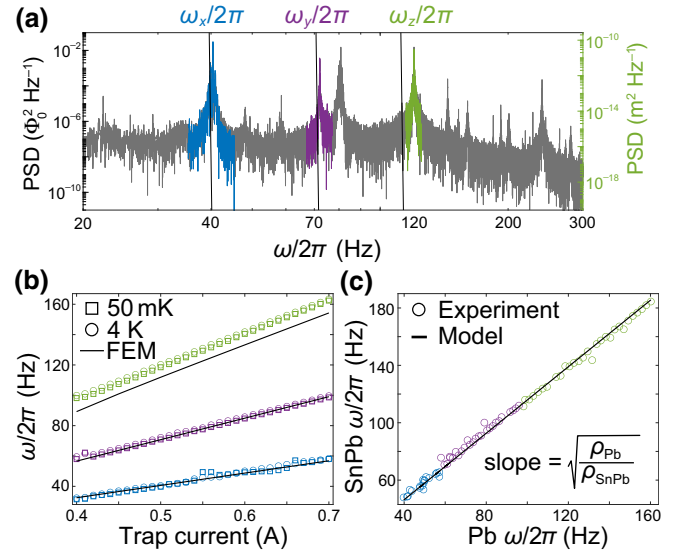 (a)
ωx/2π
ωy/2π
ωz/2π
PSD (Φ₀² Hz⁻¹)
10⁻²
10⁻⁶
10⁻¹⁰
PSD (m² Hz⁻¹)
10⁻¹⁰
10⁻¹⁴
10⁻¹⁸
20 40 70 120 200 300
ω/2π (Hz)
(b)
50 mK
4 K
FEM
ω/2π (Hz)
160
120
80
40
0.4 0.5 0.6 0.7
Trap current (A)
(c)
Experiment
Model
SnPb ω/2π (Hz)
180
140
100
60
slope = √(ρPb/ρSnPb)
40 80 120 160
Pb ω/2π (Hz)